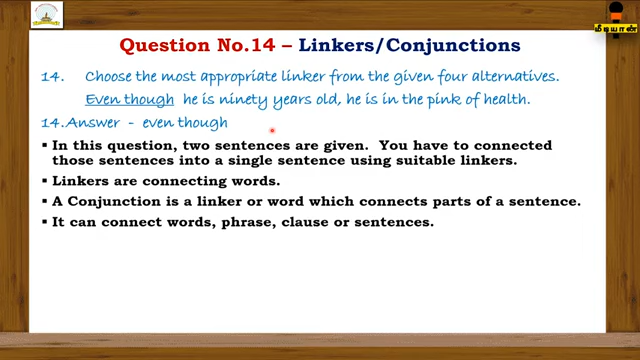 மீடியான்
Question No.14 – Linkers/Conjunctions
14. Choose the most appropriate linker from the given four alternatives.
Even though he is ninety years old, he is in the pink of health.
14.Answer - even though
▪ In this question, two sentences are given. You have to connected
those sentences into a single sentence using suitable linkers.
▪ Linkers are connecting words.
▪ A Conjunction is a linker or word which connects parts of a sentence.
▪ It can connect words, phrase, clause or sentences.